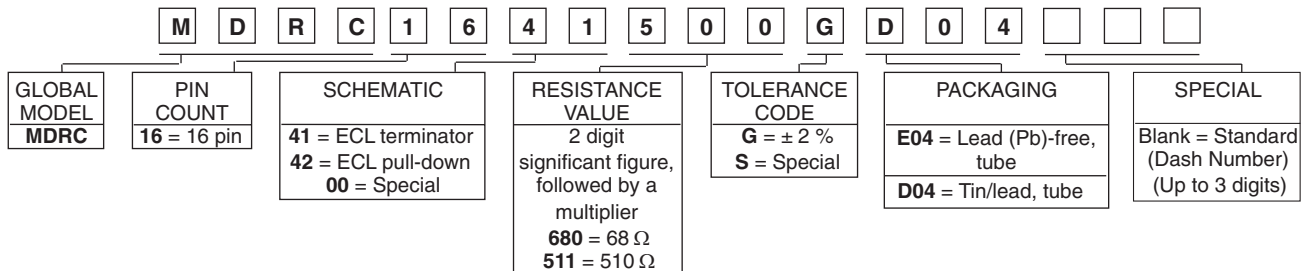 M D R C 1 6 4 1 5 0 0 G D 0 4
GLOBAL
MODEL
MDRC
PIN
COUNT
16 = 16 pin
SCHEMATIC
41 = ECL terminator
42 = ECL pull-down
00 = Special
RESISTANCE
VALUE
2 digit
significant figure,
followed by a
multiplier
680 = 68 Ω
511 = 510 Ω
TOLERANCE
CODE
G = ± 2 %
S = Special
PACKAGING
E04 = Lead (Pb)-free,
tube
D04 = Tin/lead, tube
SPECIAL
Blank = Standard
(Dash Number)
(Up to 3 digits)